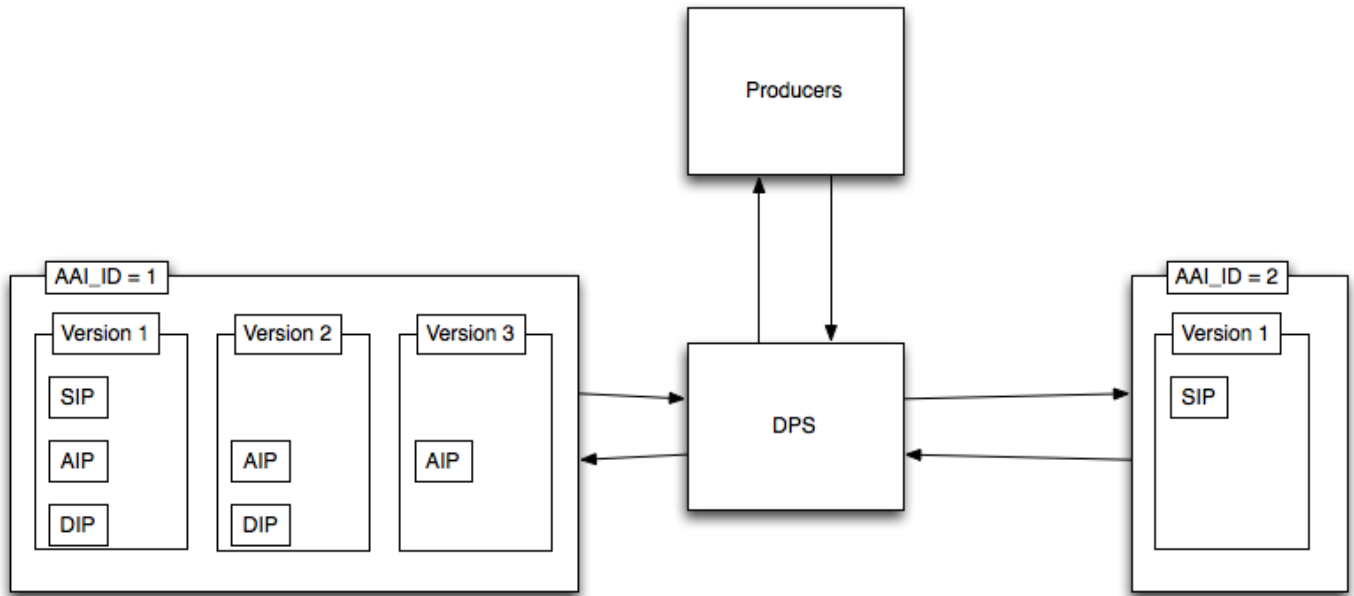 Producers
AAI_ID = 1
AAI_ID = 2
Version 1
Version 2
Version 3
Version 1
SIP
SIP
DPS
AIP
AIP
AIP
DIP
DIP